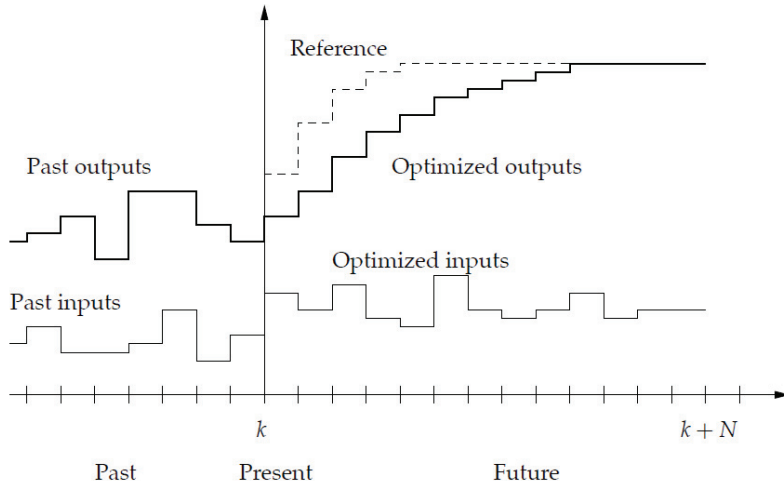 Reference
Past outputs
Optimized outputs
Optimized inputs
Past inputs
k
k + N
Past
Present
Future